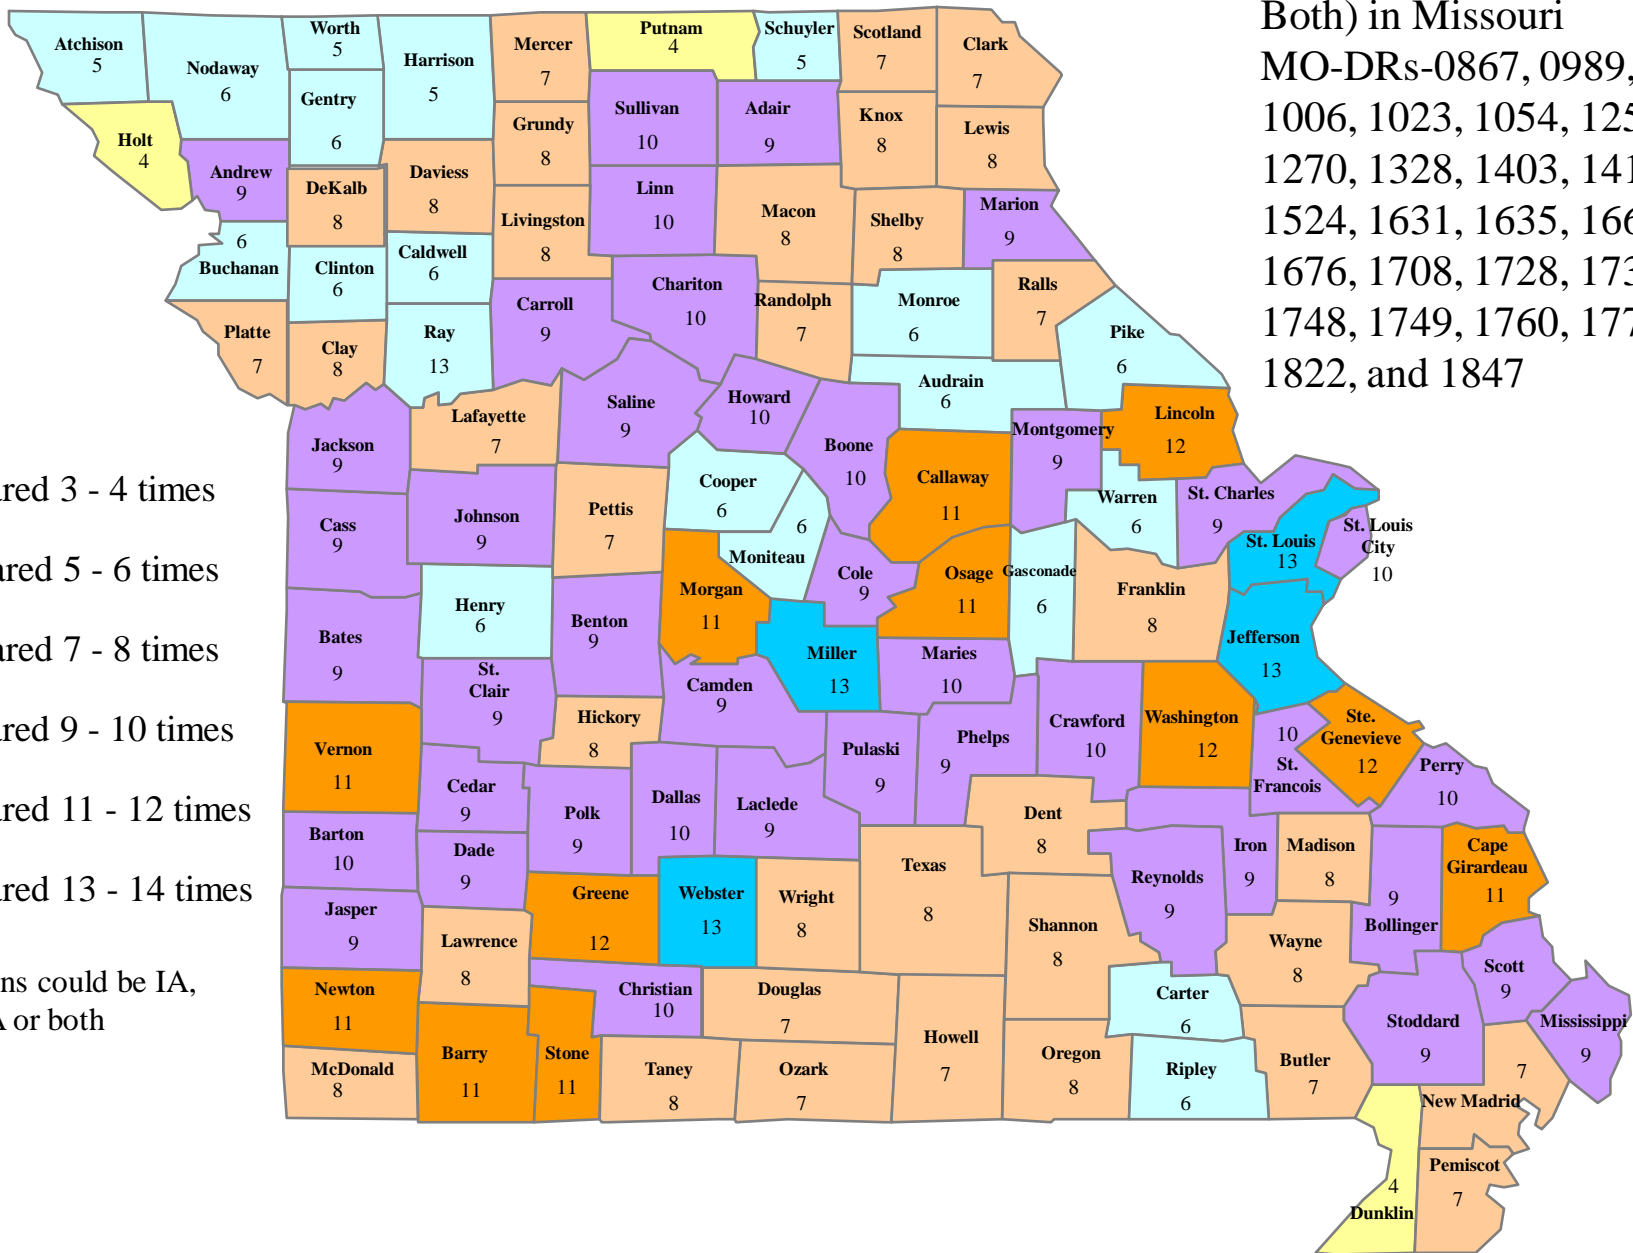 Both) in Missouri
MO-DRs-0867, 0989,
1006, 1023, 1054,
1270, 1328, 1403,
1524, 1631, 1635,
1676, 1708, 1728,
1748, 1749, 1760,
1822, and 1847
3 - 4 times
5 - 6 times
7 - 8 times
9 - 10 times
11 - 12 times
13 - 14 times
could be IA,
or both
Atchison
5
Nodaway
6
Worth
5
Harrison
5
Mercer
7
Putnam
4
Schuyler
5
Scotland
7
Clark
7
Gentry
6
Holt
4
Andrew
9
DeKalb
8
Daviess
8
Grundy
8
Sullivan
10
Adair
9
Knox
8
Lewis
8
Livingston
8
Linn
10
Macon
8
Shelby
8
Marion
9
6
Buchanan
Clinton
6
Caldwell
6
Carroll
9
Chariton
10
Randolph
7
Monroe
6
Ralls
7
Pike
6
Platte
7
Clay
8
Ray
13
Audrain
6
Lafayette
7
Saline
9
Howard
10
Boone
10
Montgomery
9
Lincoln
12
Jackson
9
Cooper
6
Callaway
11
Warren
6
St. Charles
9
Cass
9
Johnson
9
Pettis
7
6
Moniteau
St. Louis
13
St. Louis
City
10
Cole
9
Osage
11
Gasconade
6
Franklin
8
Henry
6
Benton
9
Morgan
11
Jefferson
13
Bates
9
Miller
13
Maries
10
St.
Clair
9
Camden
9
Hickory
8
Crawford
10
Washington
12
Ste.
Genevieve
12
Vernon
11
Pulaski
9
Phelps
9
10
St.
Francois
Perry
10
Cedar
9
Polk
9
Dallas
10
Laclede
9
Dent
8
Barton
10
Dade
9
Texas
8
Iron
9
Madison
8
Cape
Girardeau
11
Greene
12
Webster
13
Wright
8
Reynolds
9
9
Bollinger
Jasper
9
Lawrence
8
Shannon
8
Wayne
8
Scott
9
Newton
11
Christian
10
Douglas
7
Carter
6
Stoddard
9
Mississippi
9
Howell
7
McDonald
8
Barry
11
Stone
11
Taney
8
Ozark
7
Oregon
8
Ripley
6
Butler
7
7
New Madrid
Pemiscot
7
4
Dunklin